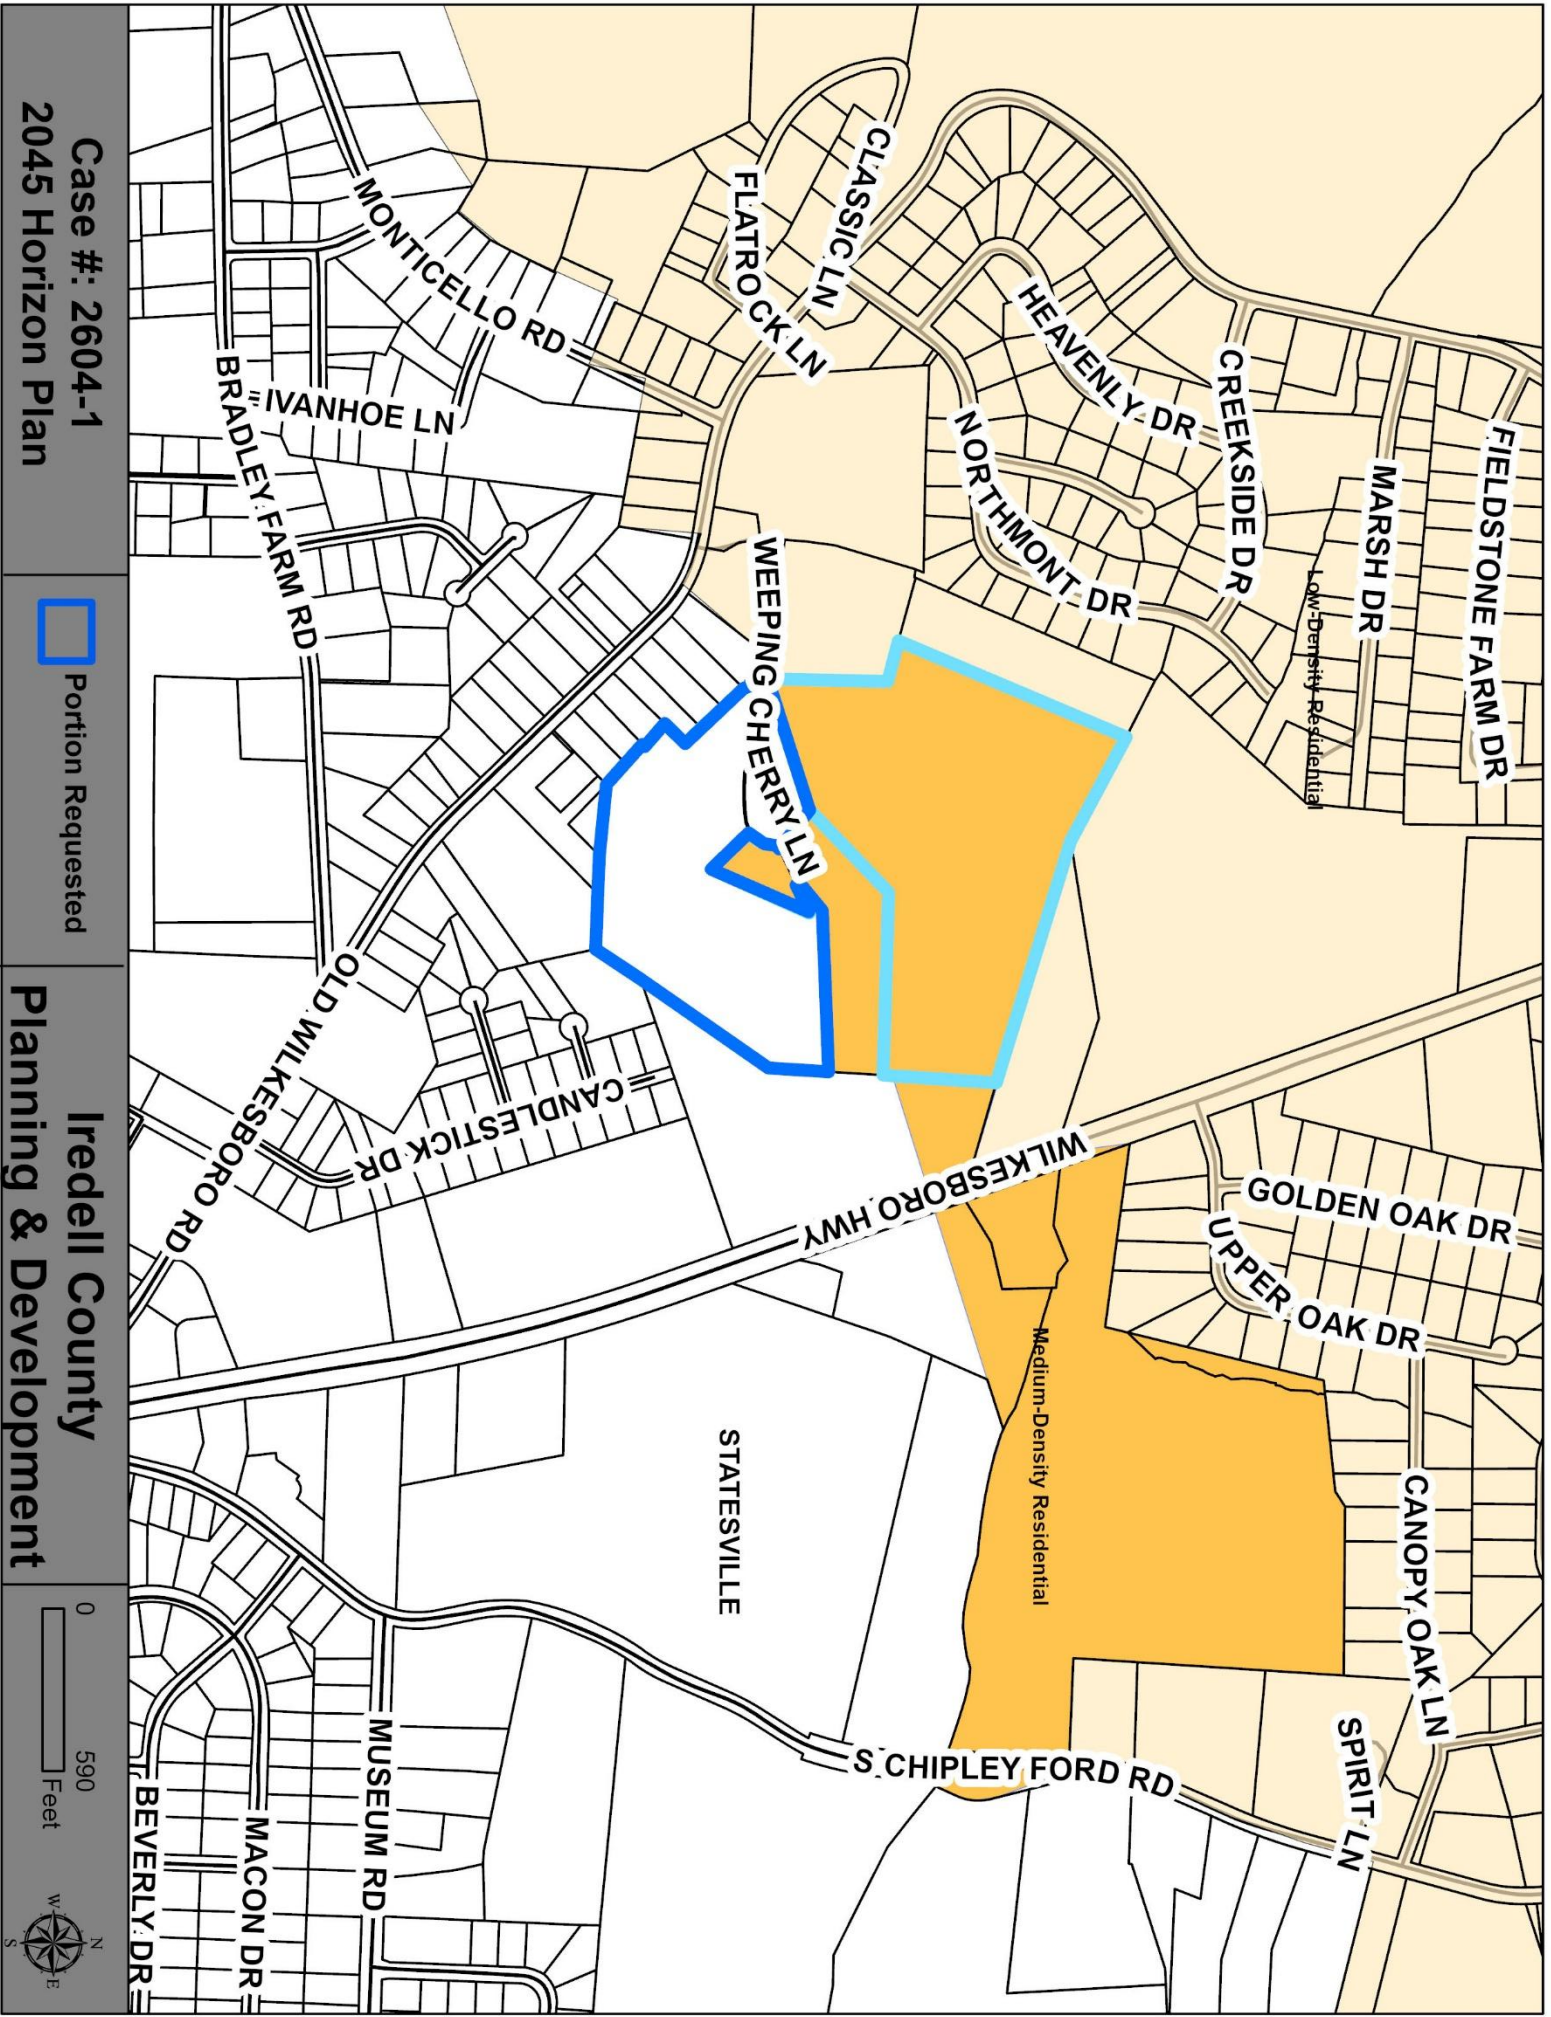 FIELDSTONE FARM DR
MARSH DR
Low-Density Residential
CREEKSIDE DR
HEAVENLY DR
NORTHMONT DR
CLASSIC LN
FLATROCK LN
WEEPING CHERRY LN
MONTICELLO RD
IVANHOE LN
BRADLEY FARM RD
OLD WILKESBORO RD
CANDLESTICK DR
WILKESBORO HWY
GOLDEN OAK DR
UPPER OAK DR
CANOPY OAK LN
SPIRIT LN
Medium-Density Residential
STATESVILLE
S CHIPLEY FORD RD
MUSEUM RD
MACON DR
BEVERLY DR
Case #: 2604-1
2045 Horizon Plan
Portion Requested
Iredell County
Planning & Development
0 590
Feet
N
W E
S